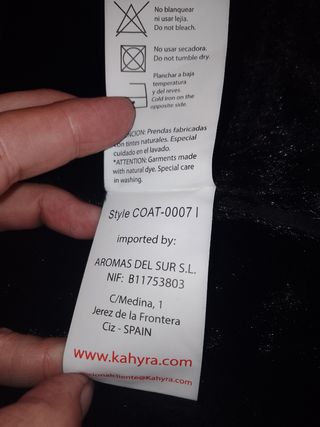 No blanquear
ni usar lejía.
Do not bleach.
No usar secadora.
Do not tumble dry.
Planchar a baja
temperatura
y del reves.
Cold iron on the
opposite side.
Prendas fabricadas
con tintes naturales. Especial
cuidado en el lavado.
*ATTENTION: Garments made
with natural dye. Special care
in washing.
Style COAT-0007 I
imported by:
AROMAS DEL SUR S.L.
NIF: B11753803
C/Medina, 1
Jerez de la Frontera
Ciz - SPAIN
www.kahyra.com